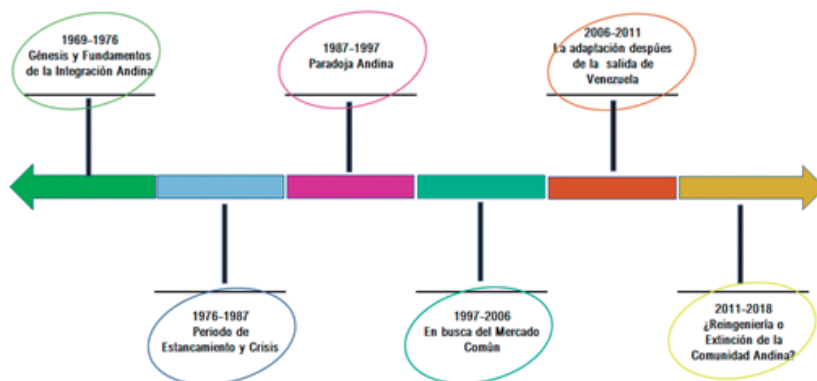 1969-1976
Génesis y Fundamentos
de la Integración Andina
1987-1997
Paradoja Andina
2006-2011
La adaptación despúes
de la salida de
Venezuela
1976-1987
Periodo de
Estancamiento y Crisis
1997-2006
En busca del Mercado
Común
2011-2018
¿Reingeniería o
Extinción de la
Comunidad Andina?